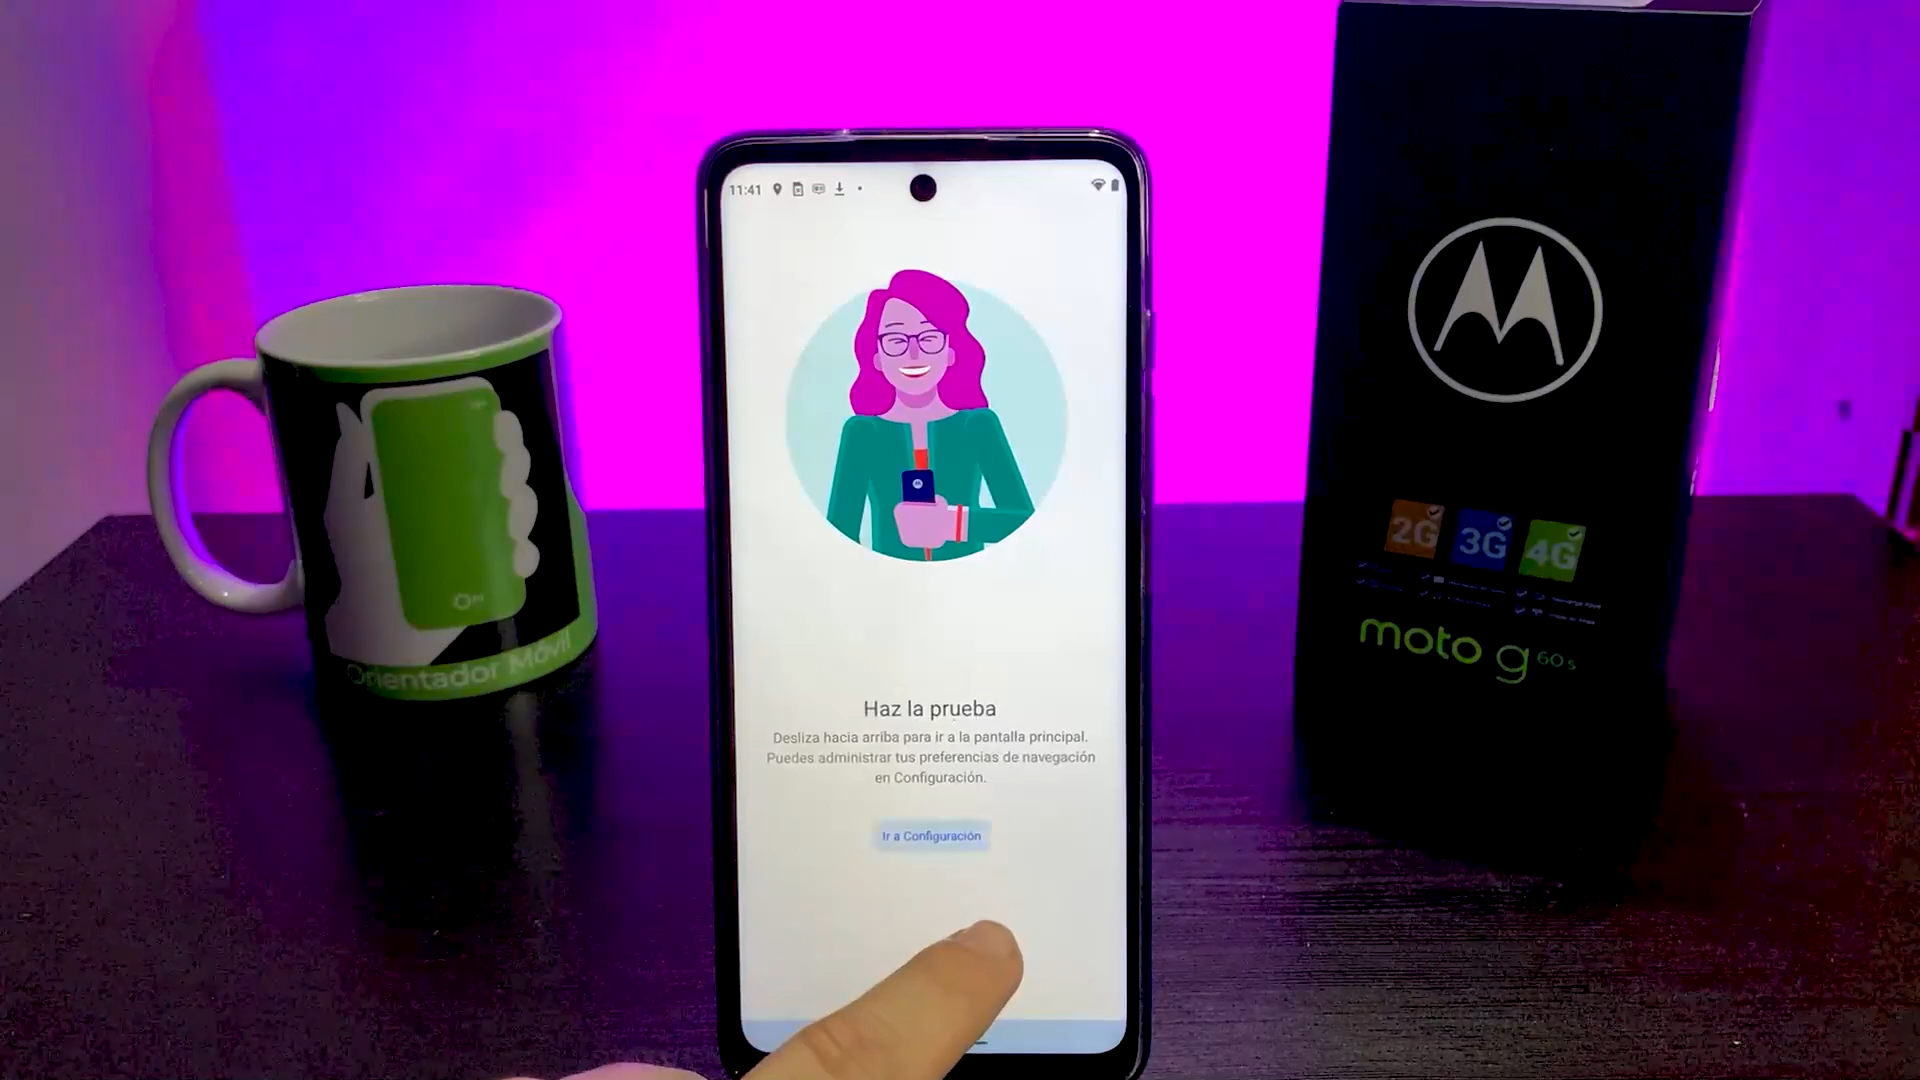 11:41
Haz la prueba
Desliza hacia arriba para ir a la pantalla principal.
Puedes administrar tus preferencias de navegación
en Configuración.
Ir a Configuración
Orientador Móvil
2G 3G 4G
moto g 60s